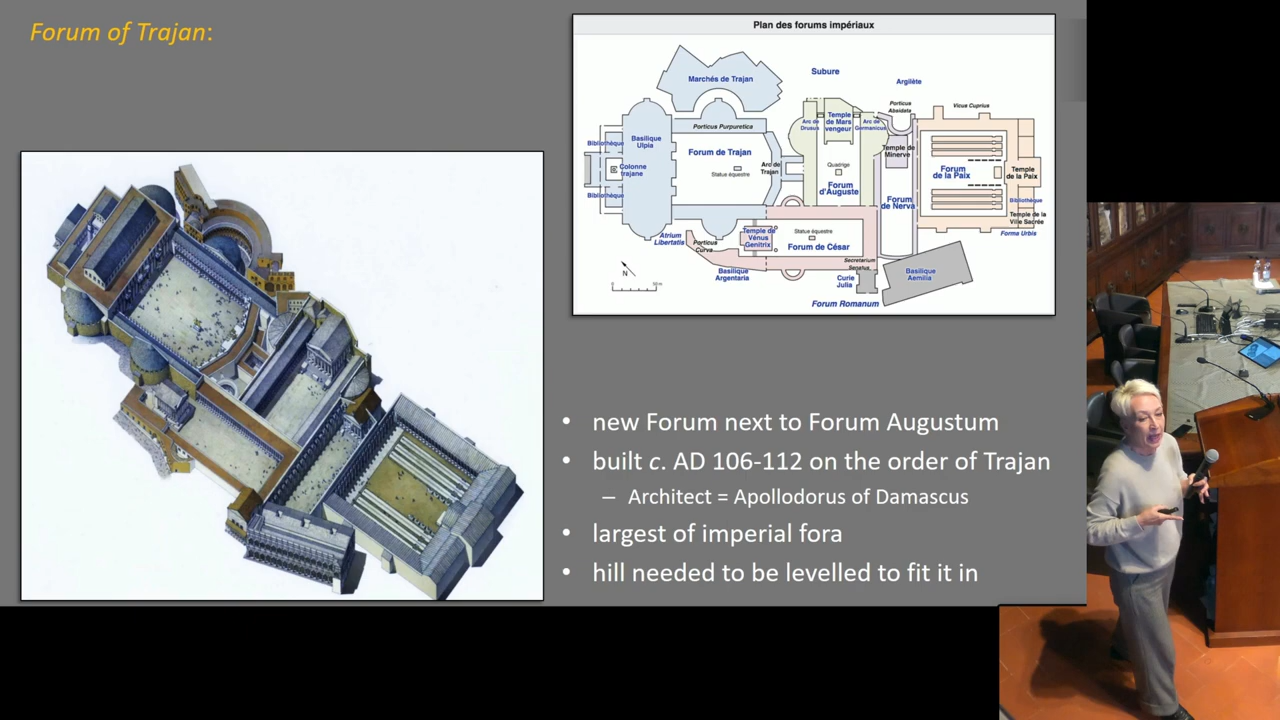 Forum of Trajan:
Plan des forums impériaux
Marchés de Trajan
Subure
Argilète
Porticus
Absidata
Vicus Cuprius
Porticus Purpuretica
Arc de
Drusus
Temple
de Mars
vengeur
Arc de
Germanicus
Bibliothèque
Basilique
Ulpia
Forum de Trajan
Temple de
Minerve
Colonne
trajane
Statue équestre
Arc de
Trajan
Quadrige
Forum
d'Auguste
Forum
de la Paix
Temple
de la Paix
Bibliothèque
Forum
de Nerva
Bibliothèque
Temple de la
Ville Sacrée
Forma Urbis
Atrium
Libertatis
Porticus
Curva
Temple de
Vénus
Genitrix
Statue équestre
Forum de César
Basilique
Argentaria
Secretarium
Senatus
Curie
Julia
Basilique
Aemilia
Forum Romanum
N
0
• new Forum next to Forum Augustum
• built c. AD 106-112 on the order of Trajan
– Architect = Apollodorus of Damascus
• largest of imperial fora
• hill needed to be levelled to fit it in